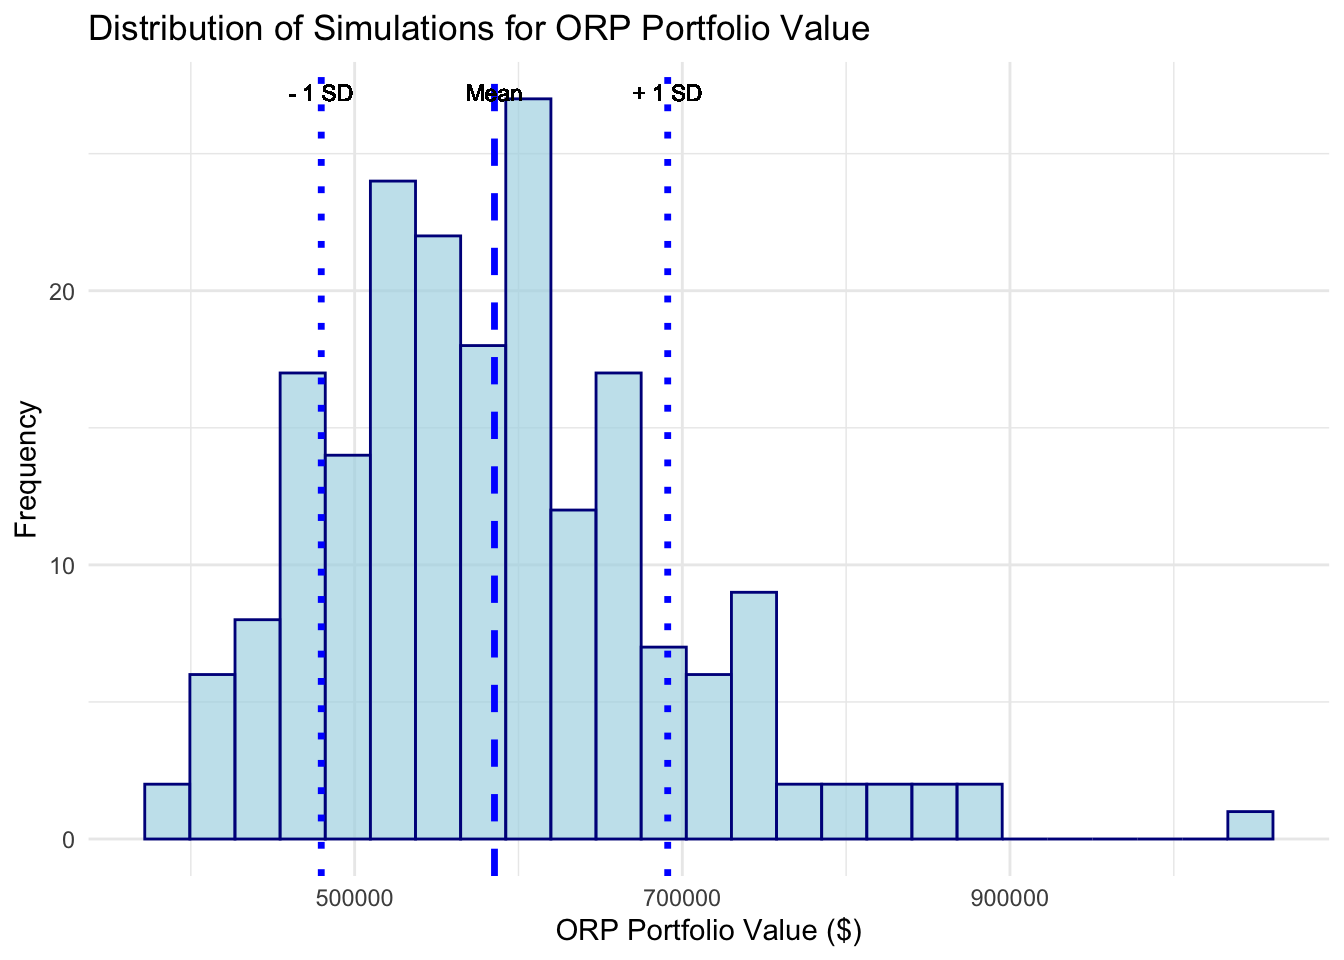 Distribution of Simulations for ORP Portfolio Value
- 1 SD
Mean
+ 1 SD
Frequency
20
10
0
500000
700000
900000
ORP Portfolio Value ($)